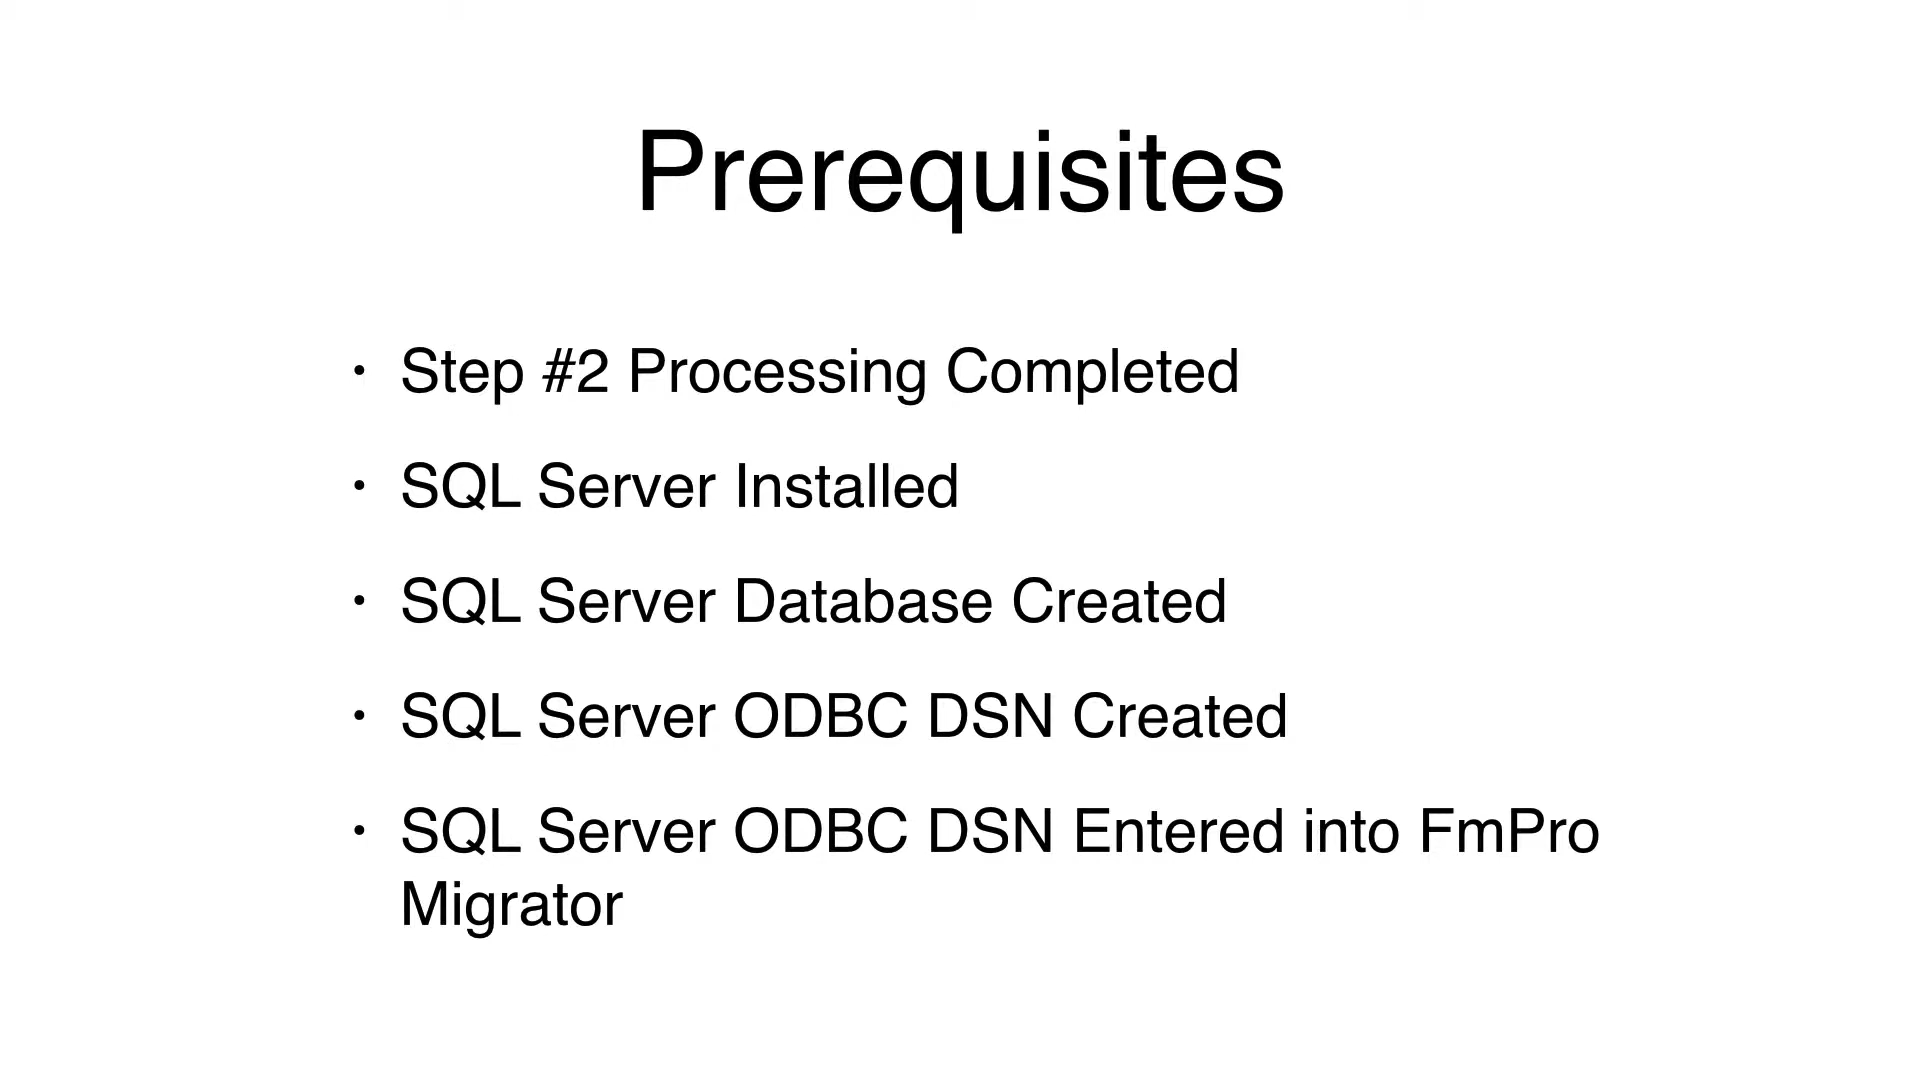 Prerequisites
• Step #2 Processing Completed
• SQL Server Installed
• SQL Server Database Created
• SQL Server ODBC DSN Created
• SQL Server ODBC DSN Entered into FmPro
Migrator